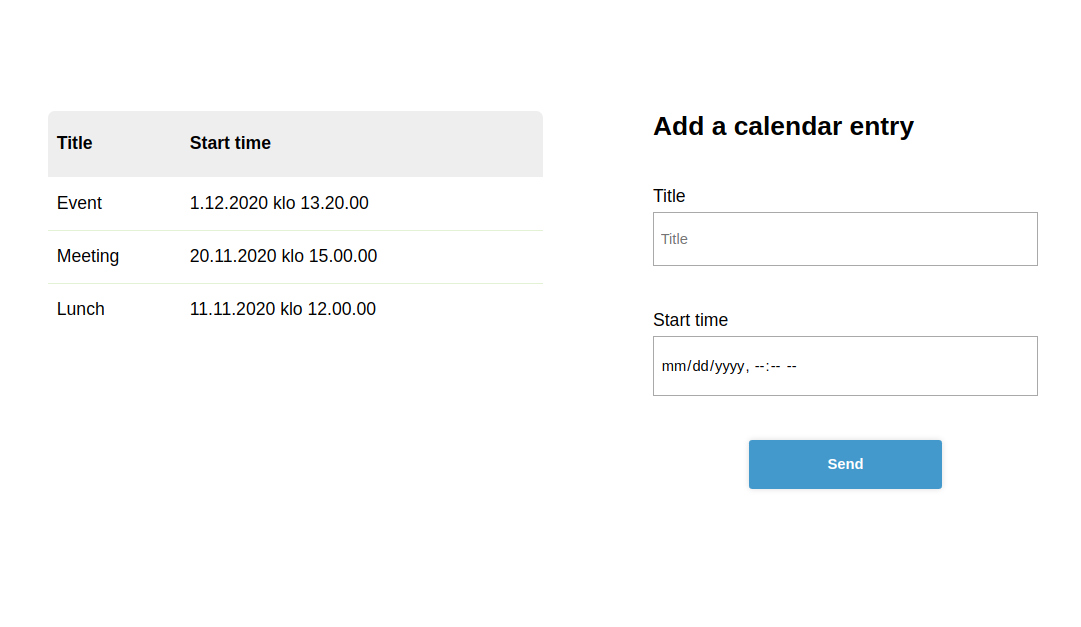 Title Start time
Event 1.12.2020 klo 13.20.00
Meeting 20.11.2020 klo 15.00.00
Lunch 11.11.2020 klo 12.00.00
Add a calendar entry
Title
Title
Start time
mm/dd/yyyy, --:-- --
Send